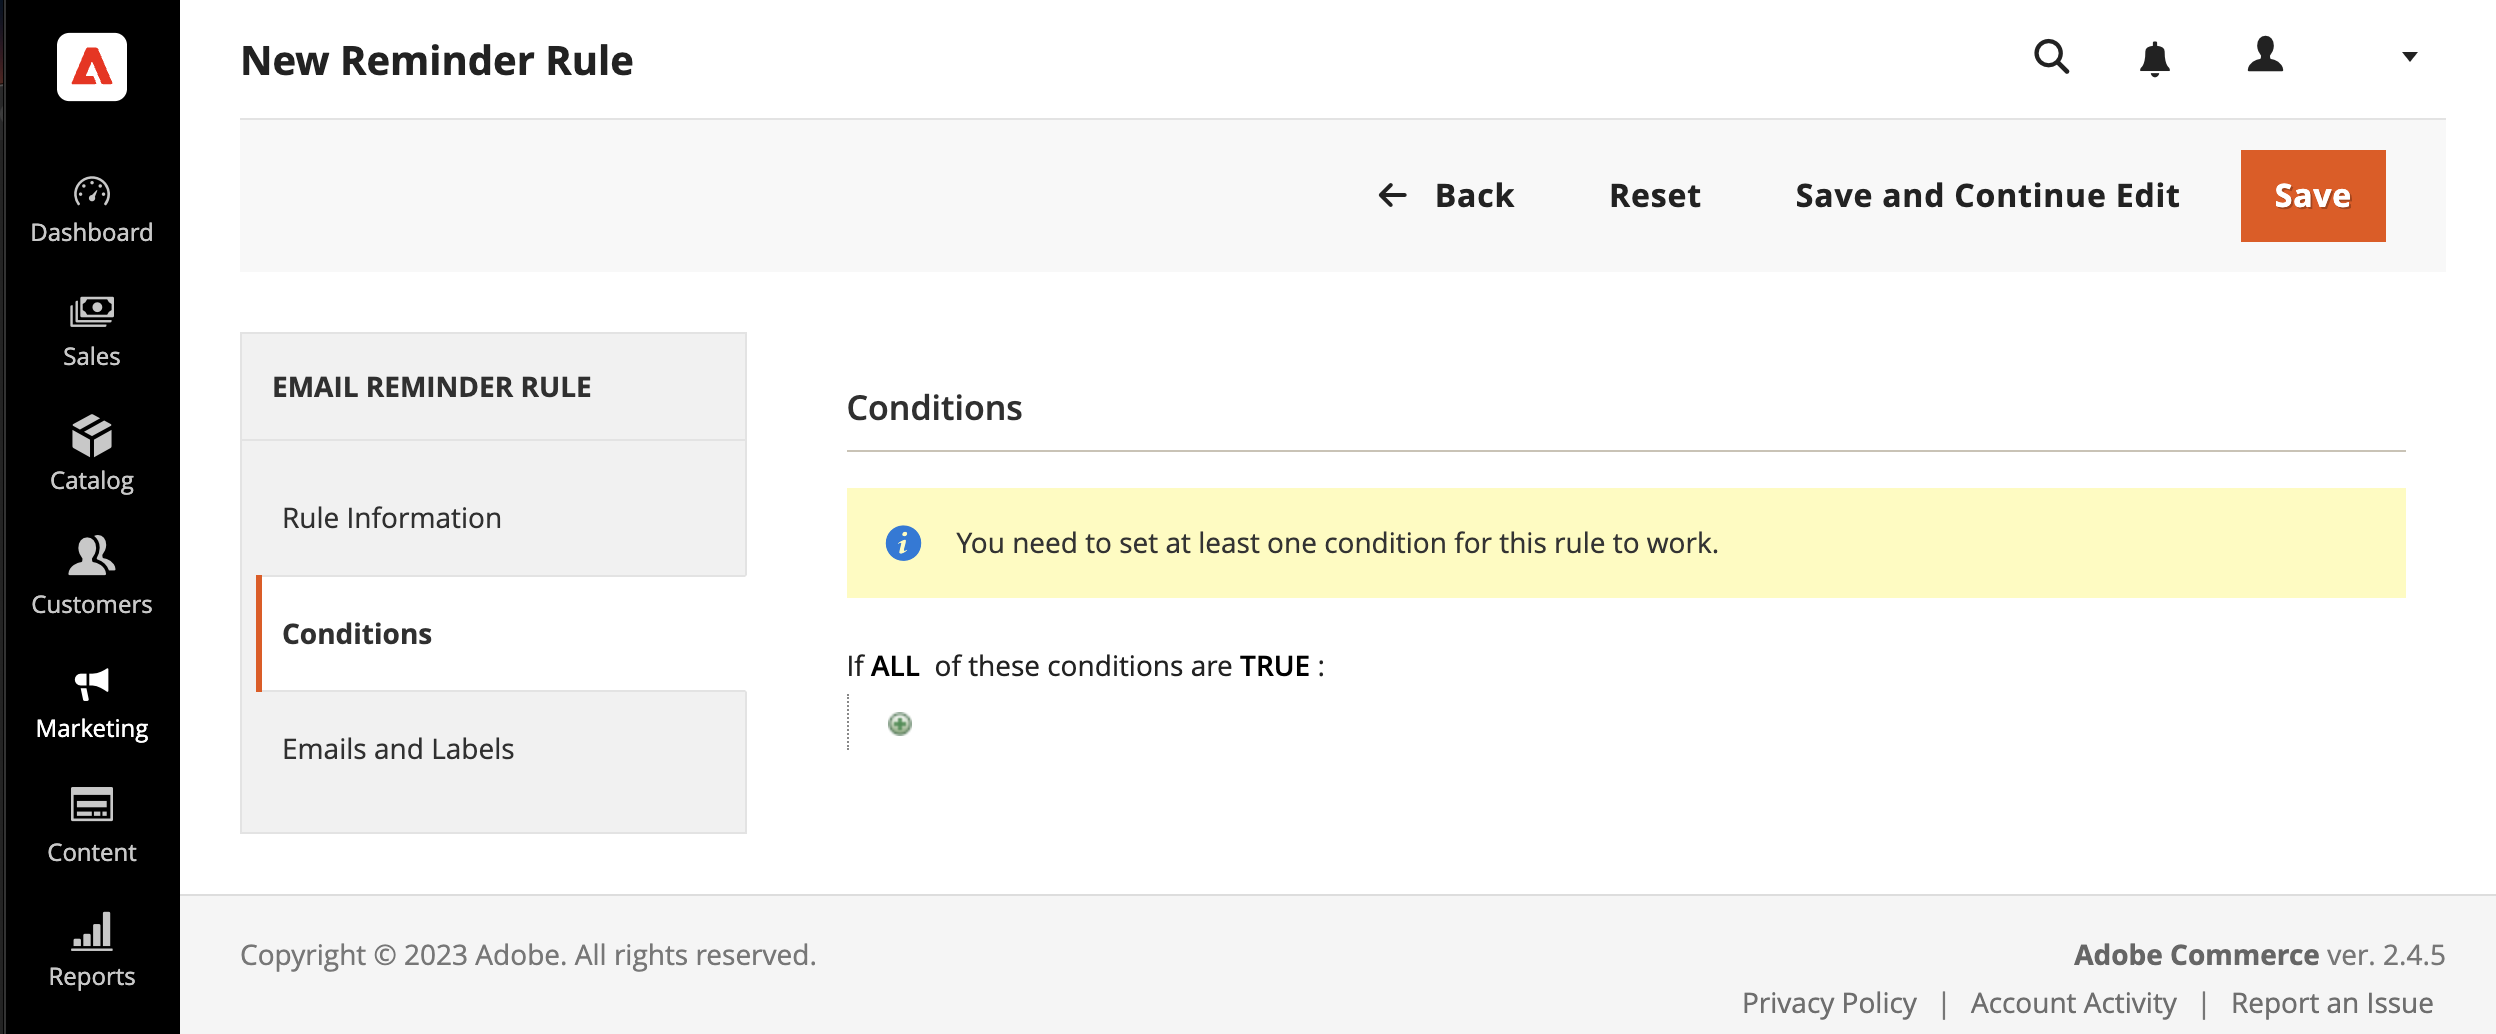 New Reminder Rule
Back
Reset
Save and Continue Edit
Save
Dashboard
Sales
Catalog
Customers
Marketing
Content
Reports
EMAIL REMINDER RULE
Rule Information
Conditions
Emails and Labels
Conditions
You need to set at least one condition for this rule to work.
If ALL of these conditions are TRUE :
Copyright © 2023 Adobe. All rights reserved.
Adobe Commerce ver. 2.4.5
Privacy Policy | Account Activity | Report an Issue